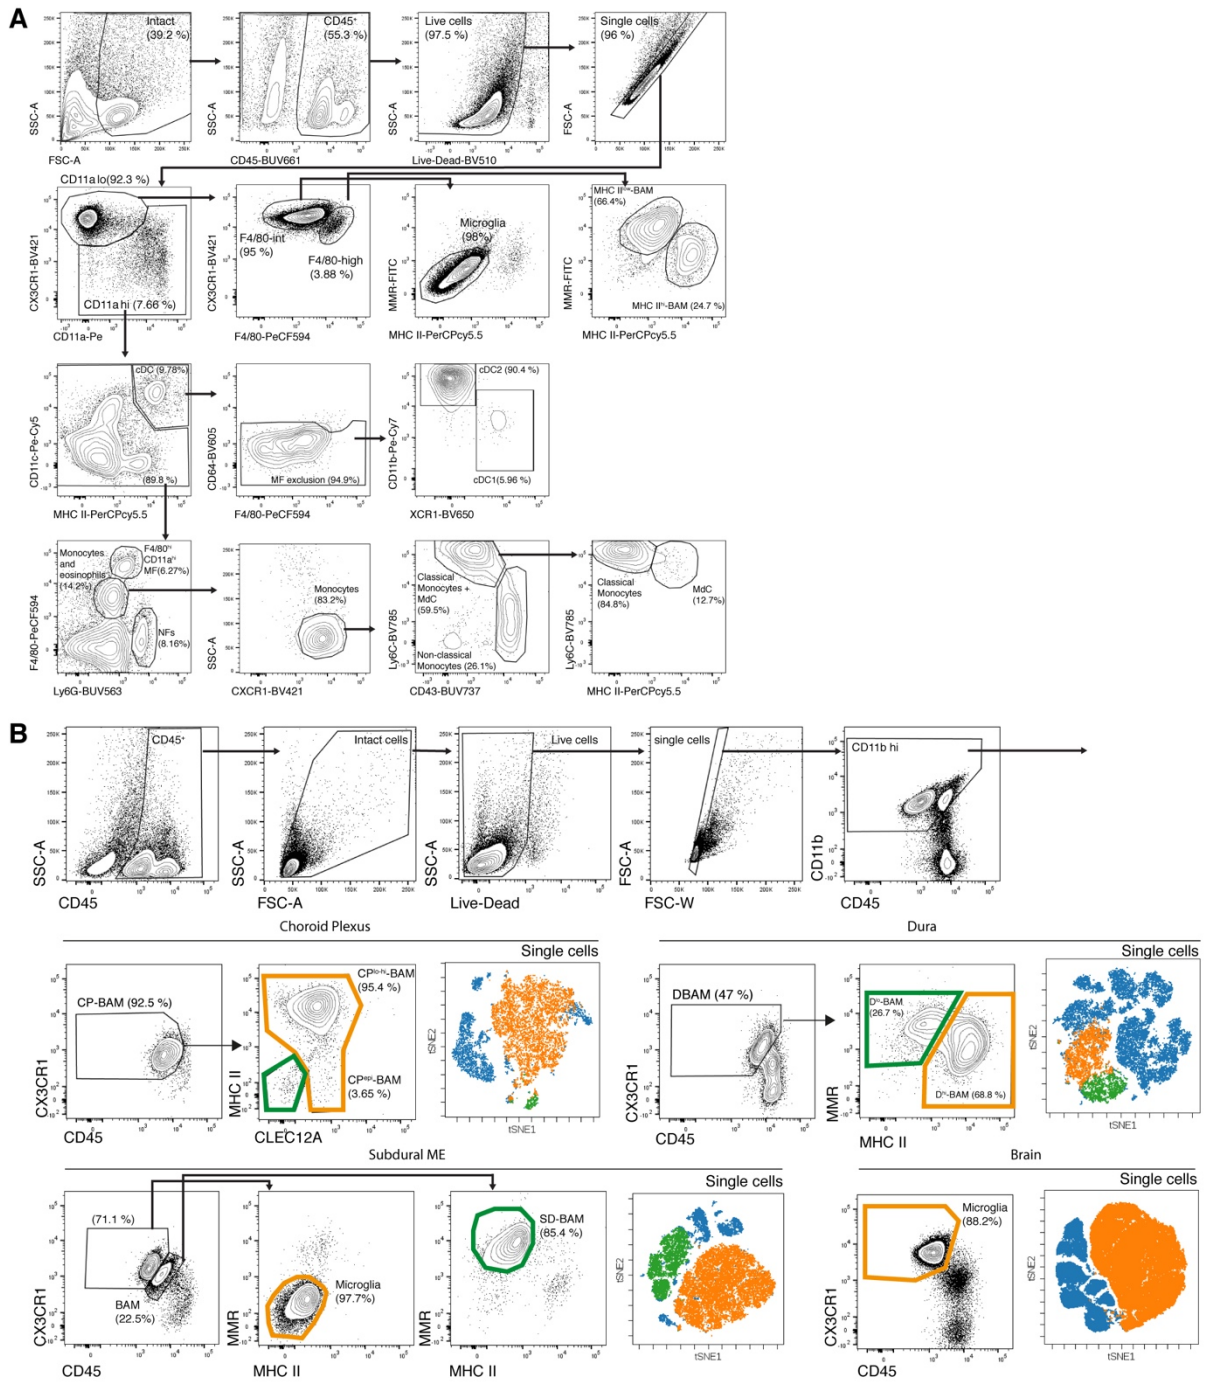 A
Intact
(39.2 %)
SSC-A
FSC-A
CD45⁺
(55.3 %)
SSC-A
CD45-BUV661
Live cells
(97.5 %)
SSC-A
Live-Dead-BV510
Single cells
(96 %)
FSC-A
CD11a lo(92.3 %)
CX3CR1-BV421
CD11a hi (7.66 %)
CD11a-Pe
CX3CR1-BV421
F4/80-int
(95 %)
F4/80-high
(3.88 %)
F4/80-PeCF594
Microglia
(98%)
MMR-FITC
MHC II-PerCPcy5.5
(66.4%)
MMR-FITC
MHC IIʰⁱ-BAM (24.7 %)
MHC II-PerCPcy5.5
cDC (9.78%)
CD11c-Pe-Cy5
(89.8 %)
MHC II-PerCPcy5.5
CD64-BV605
MF exclusion (94.9%)
F4/80-PeCF594
cDC2 (90.4 %)
CD11b-Pe-Cy7
cDC1(5.96 %)
XCR1-BV650
Monocytes
and
eosinophils
(14.2%)
F4/80ʰⁱ
CD11aʰⁱ
MF(6.27%)
NFs
(8.16%)
F4/80-PeCF594
Ly6G-BUV563
Monocytes
(83.2%)
SSC-A
CXCR1-BV421
Classical
Monocytes +
MdC
(59.5%)
Non-classical
Monocytes (26.1%)
Ly6C-BV785
CD43-BUV737
Classical
Monocytes
(84.8%)
MdC
(12.7%)
Ly6C-BV785
MHC II-PerCPcy5.5
B
CD45⁺
SSC-A
CD45
Intact cells
SSC-A
FSC-A
Live cells
SSC-A
Live-Dead
single cells
FSC-A
FSC-W
CD11b hi
CD11b
CD45
Choroid Plexus
Single cells
CP-BAM (92.5 %)
CX3CR1
CD45
CPˡᵒ⁻ʰⁱ-BAM
(95.4 %)
CPᵉᵖⁱ-BAM
(3.65 %)
MHC II
CLEC12A
tSNE2
tSNE1
Dura
Single cells
DBAM (47 %)
CX3CR1
CD45
Dˡᵒ-BAM
(26.7 %)
Dʰⁱ-BAM (68.8 %)
MMR
MHC II
tSNE2
tSNE1
Subdural ME
Single cells
(71.1 %)
BAM
(22.5%)
CX3CR1
CD45
Microglia
(97.7%)
MMR
MHC II
SD-BAM
(85.4 %)
MMR
MHC II
tSNE2
tSNE1
Brain
Single cells
Microglia
(88.2%)
CX3CR1
CD45
tSNE2
tSNE1